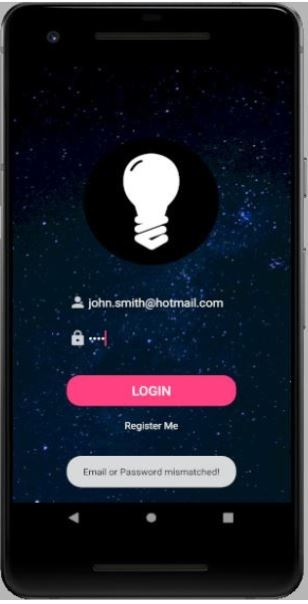 john.smith@hotmail.com
••••
LOGIN
Register Me
Email or Password mismatched!